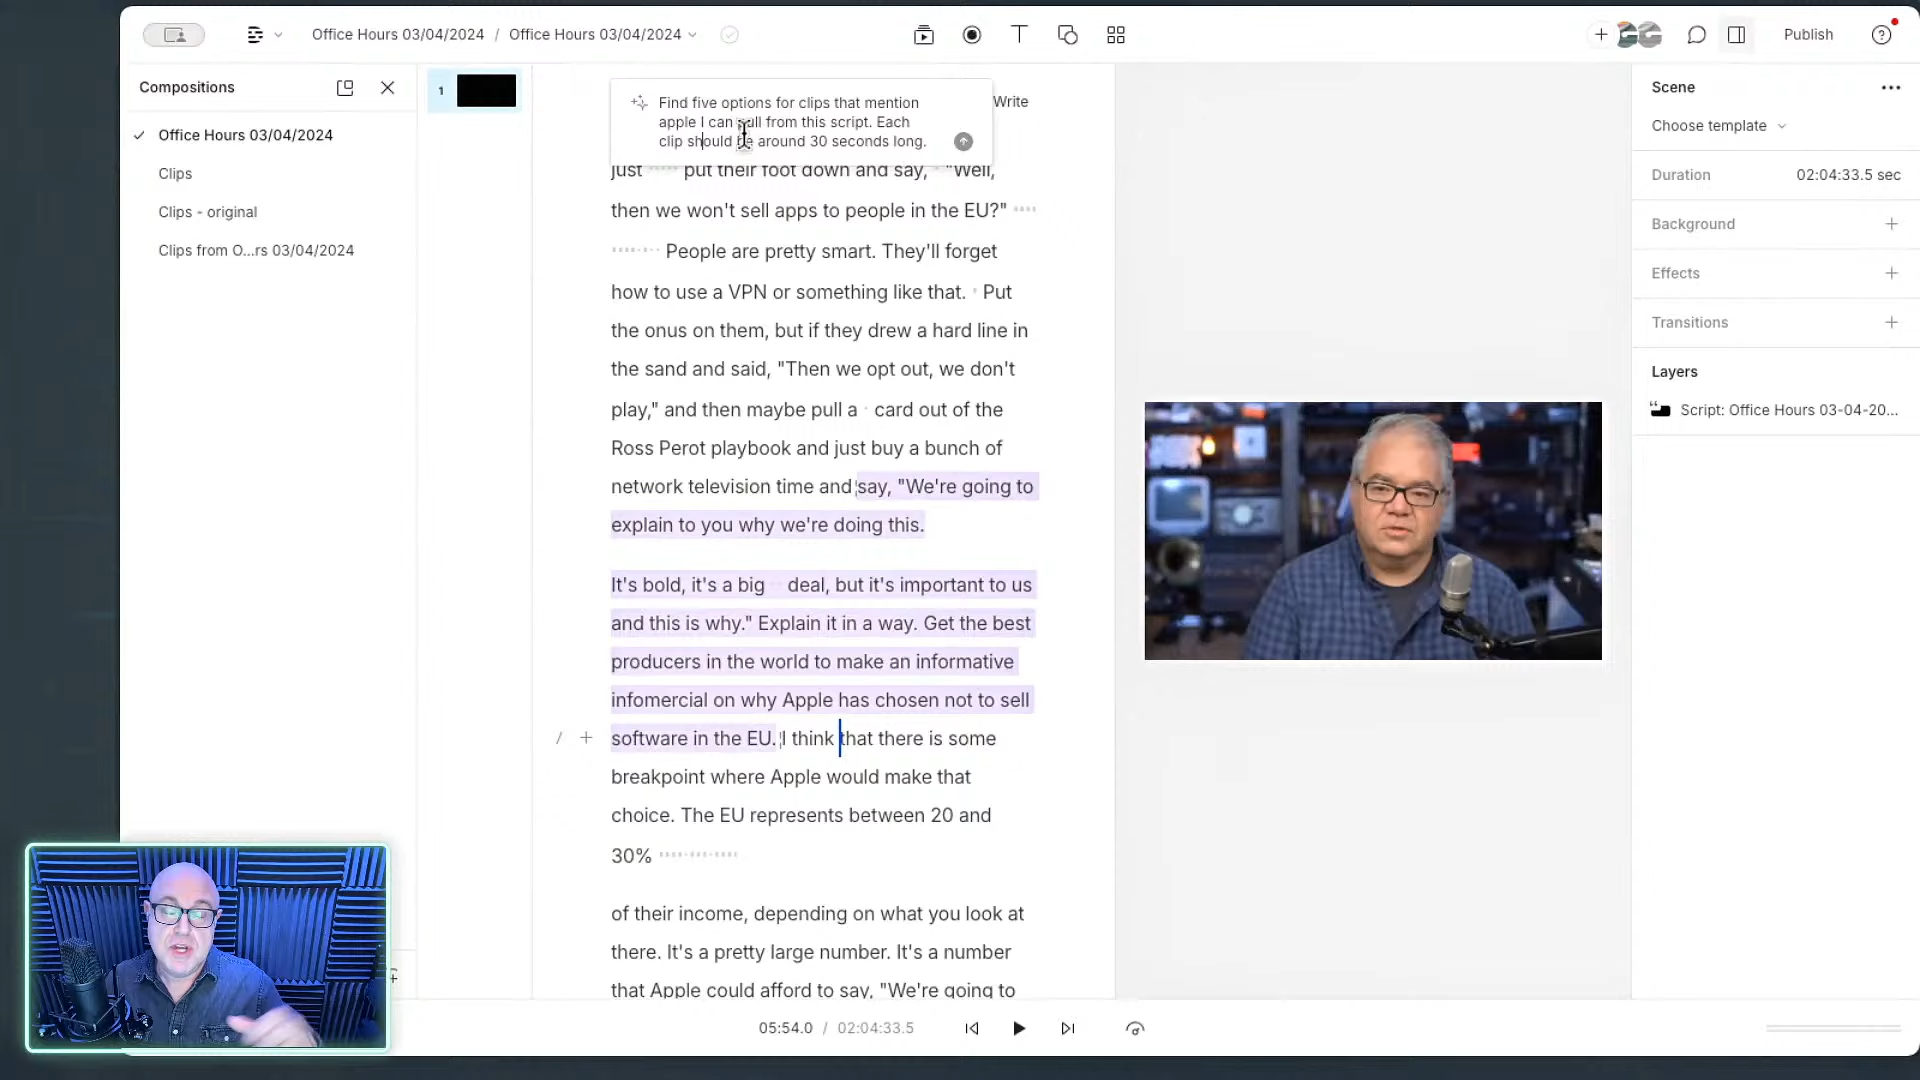 Office Hours 03/04/2024 / Office Hours 03/04/2024
Publish
Compositions
Office Hours 03/04/2024
Clips
Clips - original
Clips from O...rs 03/04/2024
1
Find five options for clips that mention
apple I can pull from this script. Each
clip should be around 30 seconds long.
Write
just put their foot down and say, "Well,
then we won't sell apps to people in the EU?"
People are pretty smart. They'll forget
how to use a VPN or something like that. Put
the onus on them, but if they drew a hard line in
the sand and said, "Then we opt out, we don't
play," and then maybe pull a card out of the
Ross Perot playbook and just buy a bunch of
network television time and say, "We're going to
explain to you why we're doing this.
It's bold, it's a big deal, but it's important to us
and this is why." Explain it in a way. Get the best
producers in the world to make an informative
infomercial on why Apple has chosen not to sell
/ + software in the EU. I think that there is some
breakpoint where Apple would make that
choice. The EU represents between 20 and
30%
of their income, depending on what you look at
there. It's a pretty large number. It's a number
that Apple could afford to say, "We're going to
05:54.0 / 02:04:33.5
Scene
Choose template
Duration 02:04:33.5 sec
Background
Effects
Transitions
Layers
Script: Office Hours 03-04-20...